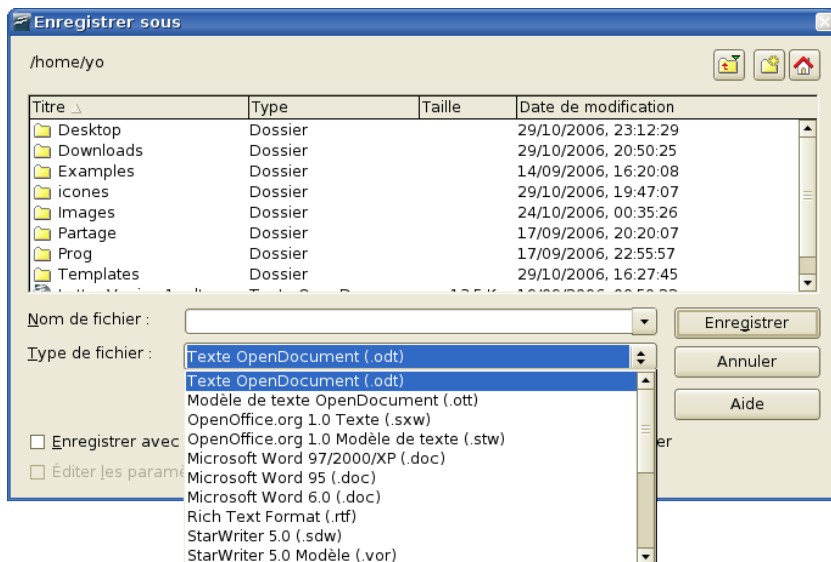 Enregistrer sous
/home/yo
Titre Type Taille Date de modification
Desktop Dossier 29/10/2006, 23:12:29
Downloads Dossier 29/10/2006, 20:50:25
Examples Dossier 14/09/2006, 16:20:08
icones Dossier 29/10/2006, 19:47:07
Images Dossier 24/10/2006, 00:35:26
Partage Dossier 17/09/2006, 20:20:07
Prog Dossier 17/09/2006, 22:55:57
Templates Dossier 29/10/2006, 16:27:45
Nom de fichier : Enregistrer
Type de fichier : Texte OpenDocument (.odt) Annuler
Texte OpenDocument (.odt)
Modèle de texte OpenDocument (.ott) Aide
OpenOffice.org 1.0 Texte (.sxw)
Enregistrer avec OpenOffice.org 1.0 Modèle de texte (.stw) er
Microsoft Word 97/2000/XP (.doc)
Éditer les paramè Microsoft Word 95 (.doc)
Microsoft Word 6.0 (.doc)
Rich Text Format (.rtf)
StarWriter 5.0 (.sdw)
StarWriter 5.0 Modèle (.vor)